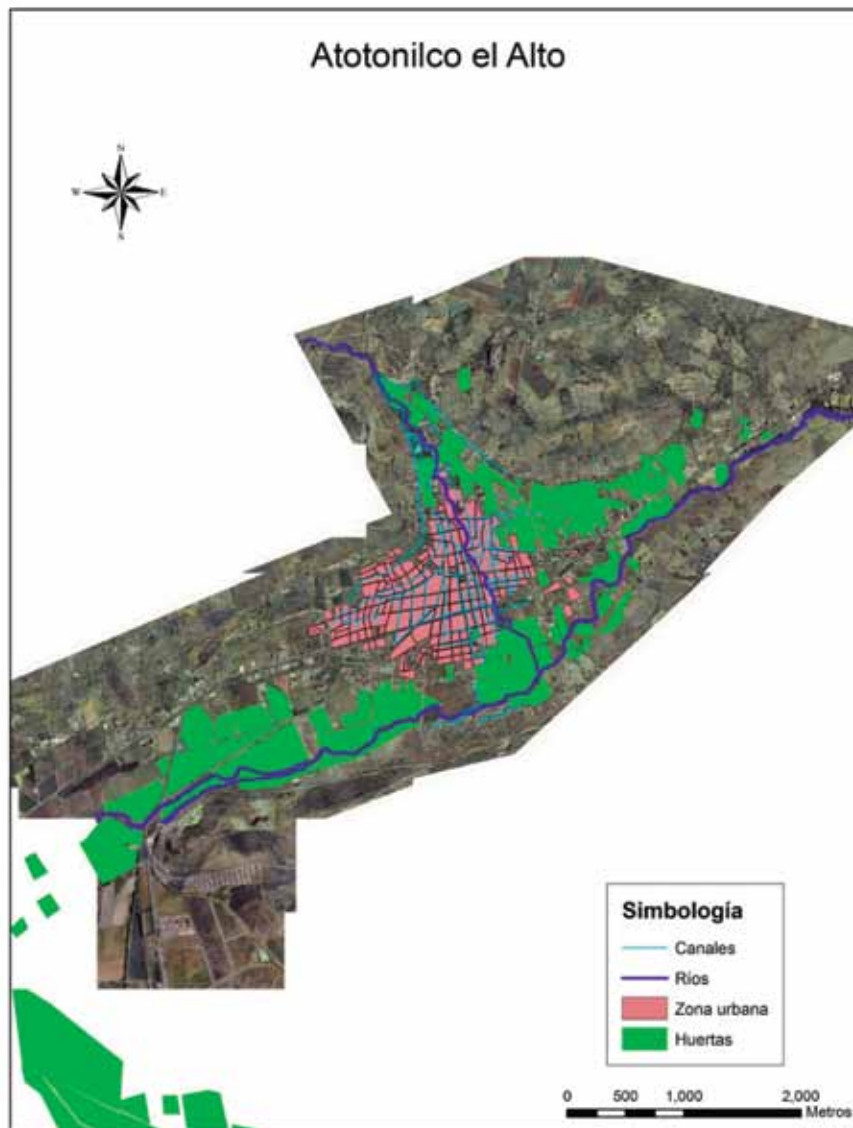 Atotonilco el Alto
N
W E
S
Simbología
Canales
Ríos
Zona urbana
Huertas
0 500 1,000 2,000
Metros